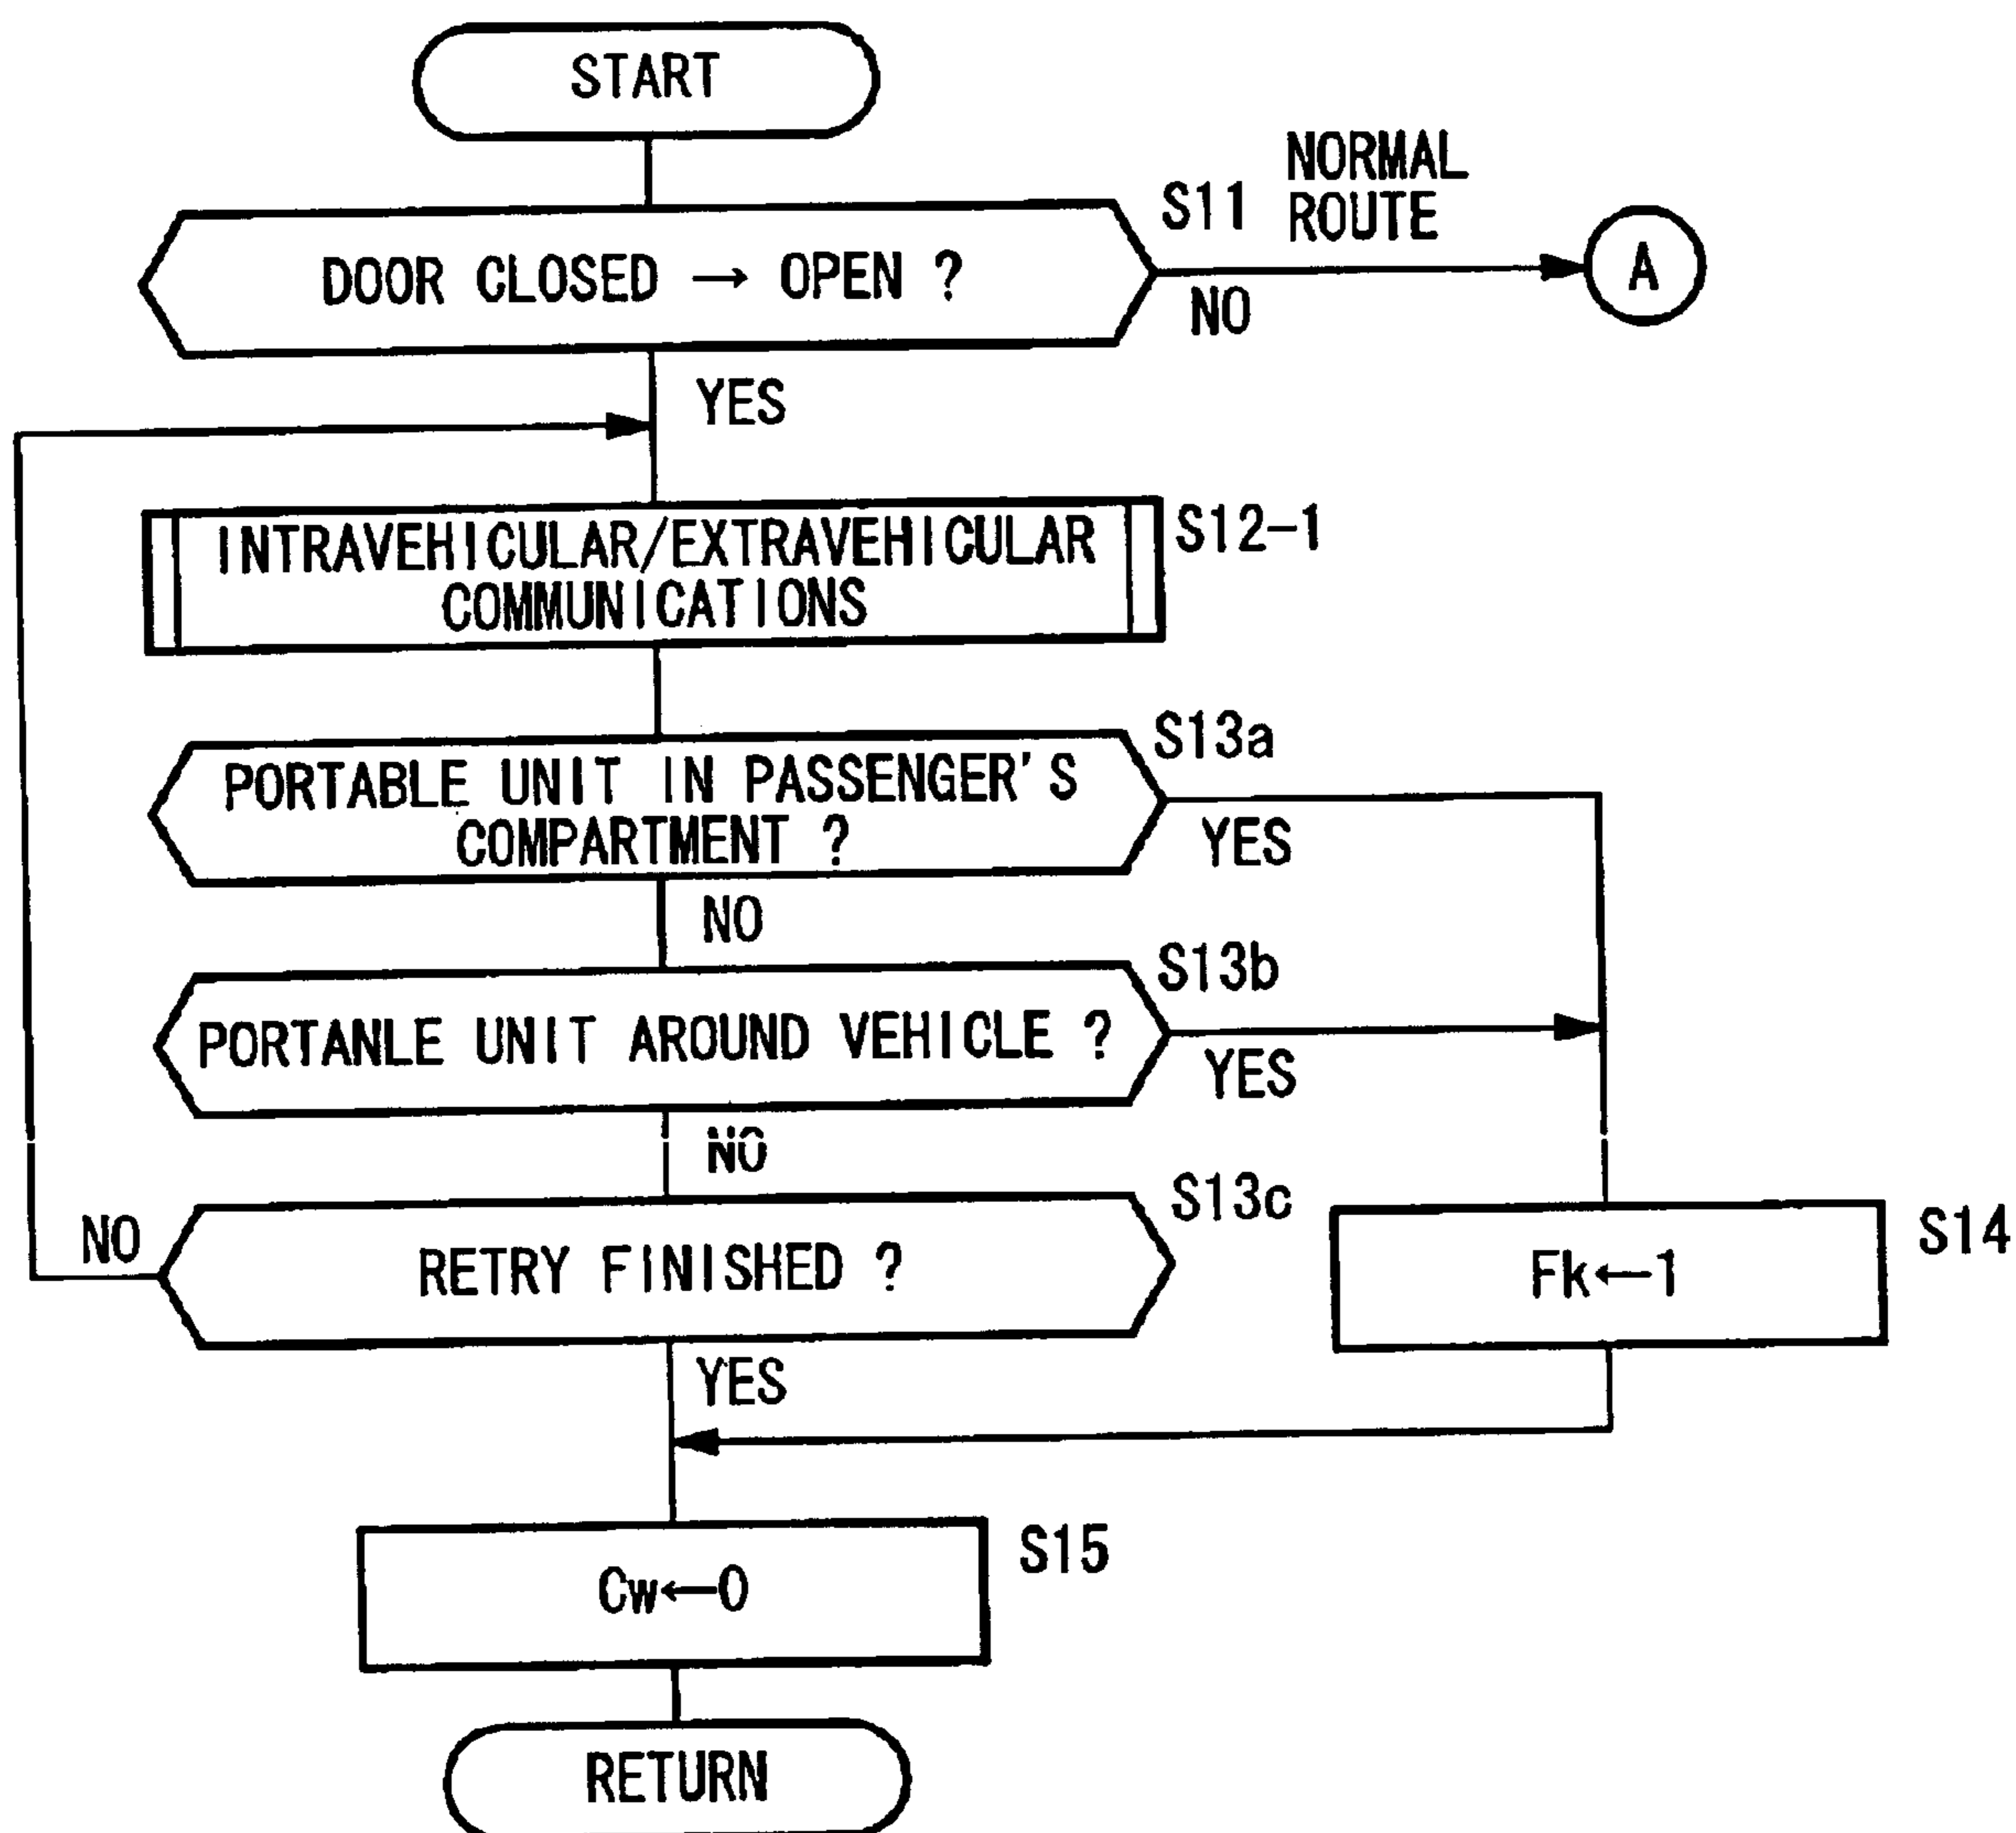 START
S11
NORMAL
ROUTE
DOOR CLOSED → OPEN ?
A
NO
YES
INTRAVEHICULAR/EXTRAVEHICULAR
COMMUNICATIONS
S12-1
S13a
PORTABLE UNIT IN PASSENGER'S
COMPARTMENT ?
YES
NO
S13b
PORTANLE UNIT AROUND VEHICLE ?
YES
NO
S13c
NO
RETRY FINISHED ?
S14
Fk←1
YES
S15
Cw←0
RETURN